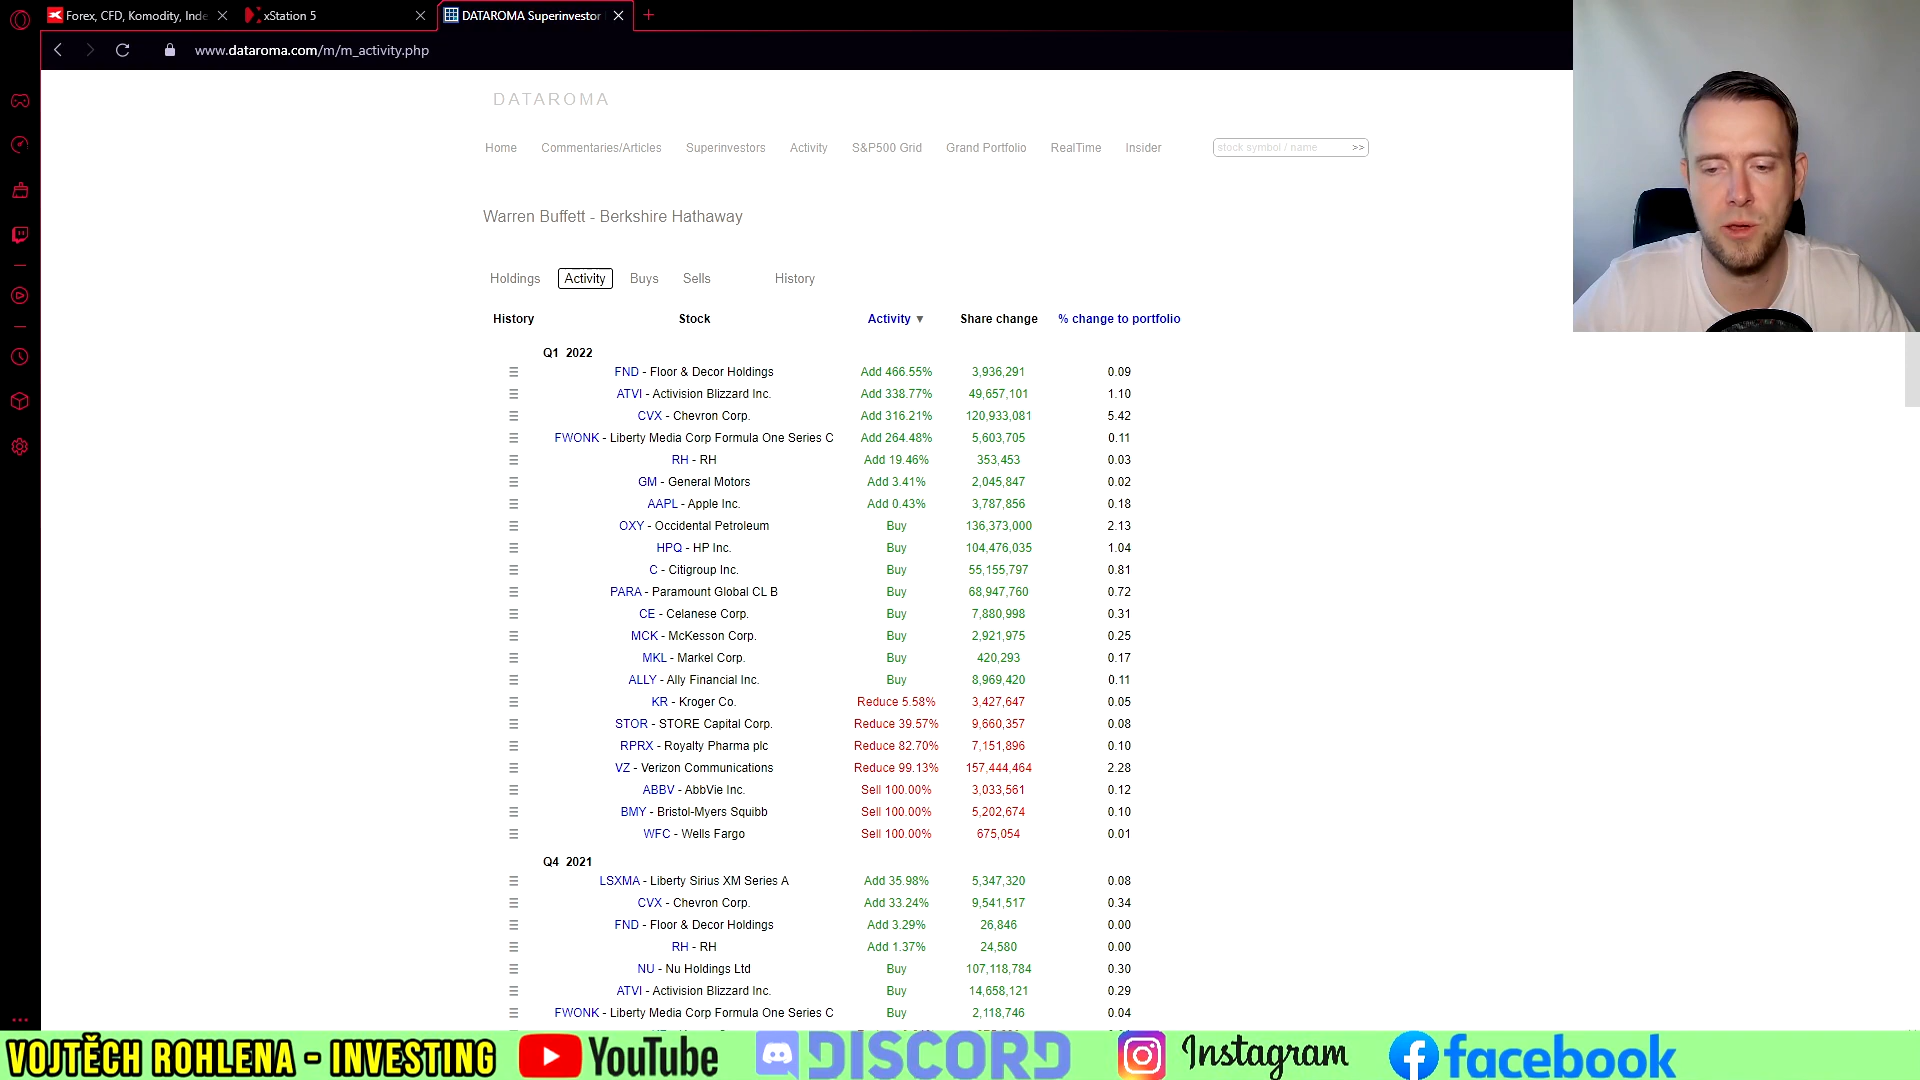 Forex, CFD, Komodity, Inde
xStation 5
DATAROMA Superinvestor
www.dataroma.com/m/m_activity.php
DATAROMA
Home Commentaries/Articles Superinvestors Activity S&P500 Grid Grand Portfolio RealTime Insider stock symbol / name >>
Warren Buffett - Berkshire Hathaway
Holdings Activity Buys Sells History
History Stock Activity ▼ Share change % change to portfolio
Q1 2022
FND - Floor & Decor Holdings Add 466.55% 3,936,291 0.09
ATVI - Activision Blizzard Inc. Add 338.77% 49,657,101 1.10
CVX - Chevron Corp. Add 316.21% 120,933,081 5.42
FWONK - Liberty Media Corp Formula One Series C Add 264.48% 5,603,705 0.11
RH - RH Add 19.46% 353,453 0.03
GM - General Motors Add 3.41% 2,045,847 0.02
AAPL - Apple Inc. Add 0.43% 3,787,856 0.18
OXY - Occidental Petroleum Buy 136,373,000 2.13
HPQ - HP Inc. Buy 104,476,035 1.04
C - Citigroup Inc. Buy 55,155,797 0.81
PARA - Paramount Global CL B Buy 68,947,760 0.72
CE - Celanese Corp. Buy 7,880,998 0.31
MCK - McKesson Corp. Buy 2,921,975 0.25
MKL - Markel Corp. Buy 420,293 0.17
ALLY - Ally Financial Inc. Buy 8,969,420 0.11
KR - Kroger Co. Reduce 5.58% 3,427,647 0.05
STOR - STORE Capital Corp. Reduce 39.57% 9,660,357 0.08
RPRX - Royalty Pharma plc Reduce 82.70% 7,151,896 0.10
VZ - Verizon Communications Reduce 99.13% 157,444,464 2.28
ABBV - AbbVie Inc. Sell 100.00% 3,033,561 0.12
BMY - Bristol-Myers Squibb Sell 100.00% 5,202,674 0.10
WFC - Wells Fargo Sell 100.00% 675,054 0.01
Q4 2021
LSXMA - Liberty Sirius XM Series A Add 35.98% 5,347,320 0.08
CVX - Chevron Corp. Add 33.24% 9,541,517 0.34
FND - Floor & Decor Holdings Add 3.29% 26,846 0.00
RH - RH Add 1.37% 24,580 0.00
NU - Nu Holdings Ltd Buy 107,118,784 0.30
ATVI - Activision Blizzard Inc. Buy 14,658,121 0.29
FWONK - Liberty Media Corp Formula One Series C Buy 2,118,746 0.04
VOJTĚCH ROHLENA - INVESTING YouTube DISCORD Instagram facebook